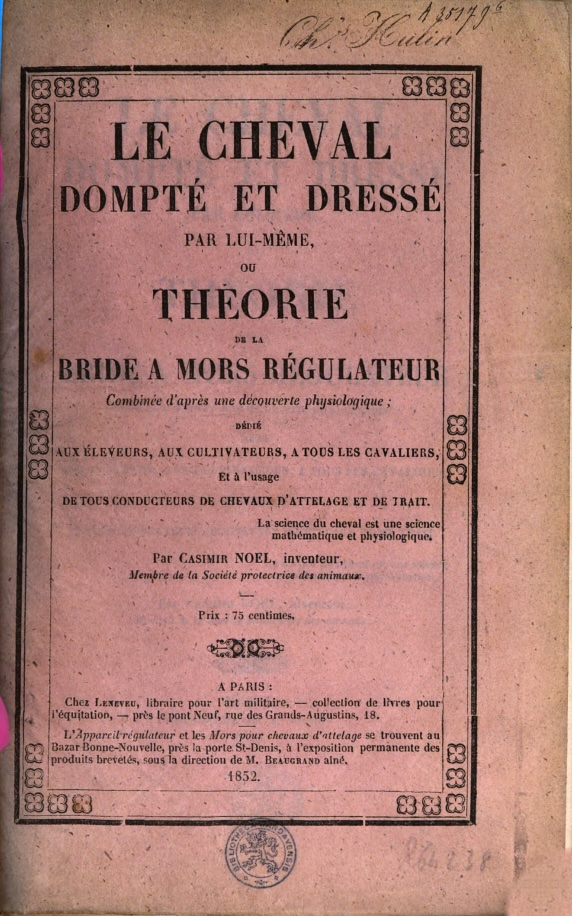 A 351796
Ch.s Hulin
LE CHEVAL
DOMPTÉ ET DRESSÉ
PAR LUI-MÊME,
OU
THÉORIE
DE LA
BRIDE A MORS RÉGULATEUR
Combinée d'après une découverte physiologique ;
DÉDIÉ
AUX ÉLEVEURS, AUX CULTIVATEURS, A TOUS LES CAVALIERS,
Et à l'usage
DE TOUS CONDUCTEURS DE CHEVAUX D'ATTELAGE ET DE TRAIT.
La science du cheval est une science
mathématique et physiologique.
Par CASIMIR NOEL, inventeur,
Membre de la Société protectrice des animaux.
Prix : 75 centimes.
A PARIS :
Chez LENEVEU, libraire pour l'art militaire, — collection de livres pour
l'équitation, — près le pont Neuf, rue des Grands-Augustins, 18.
L'Appareil régulateur et les Mors pour chevaux d'attelage se trouvent au
Bazar Bonne-Nouvelle, près la porte St-Denis, à l'exposition permanente des
produits brevetés, sous la direction de M. BEAUGRAND aîné.
1852.
264238